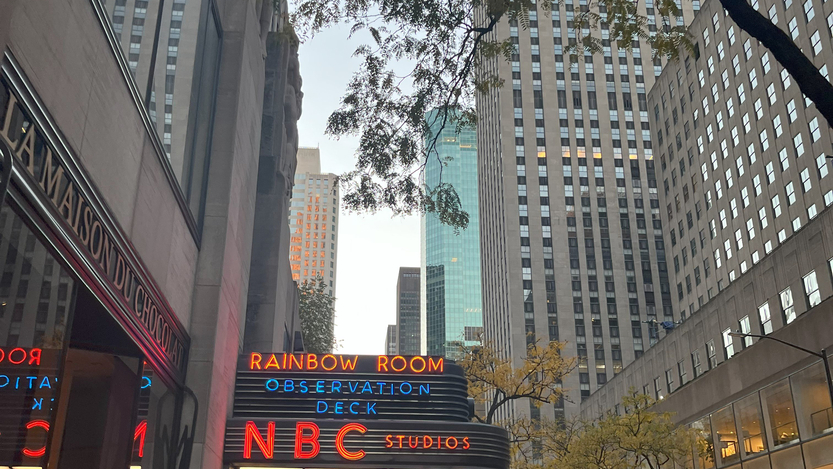 LA MAISON DU CHOCOLAT
RAINBOW ROOM
OBSERVATION
DECK
NBC STUDIOS